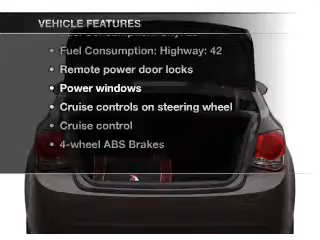 VEHICLE FEATURES
• Fuel Consumption: Highway: 42
• Remote power door locks
• Power windows
• Cruise controls on steering wheel
• Cruise control
• 4-wheel ABS Brakes